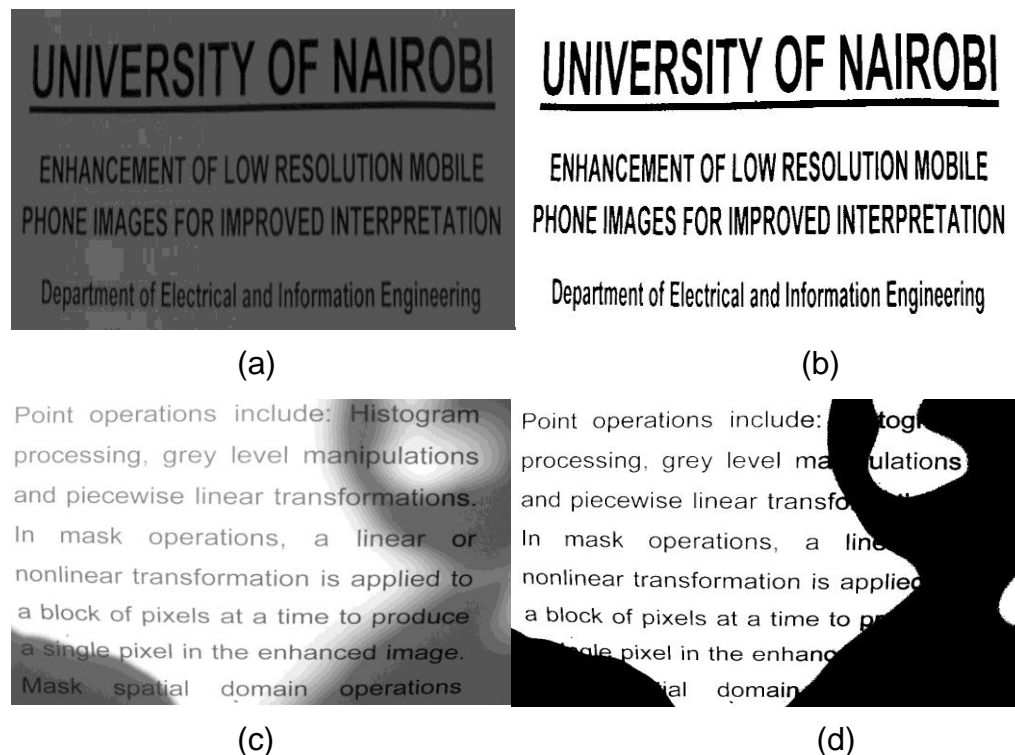 UNIVERSITY OF NAIROBI
ENHANCEMENT OF LOW RESOLUTION MOBILE
PHONE IMAGES FOR IMPROVED INTERPRETATION
Department of Electrical and Information Engineering
(a)
UNIVERSITY OF NAIROBI
ENHANCEMENT OF LOW RESOLUTION MOBILE
PHONE IMAGES FOR IMPROVED INTERPRETATION
Department of Electrical and Information Engineering
(b)
Point operations include: Histogram
processing, grey level manipulations
and piecewise linear transformations.
In mask operations, a linear or
nonlinear transformation is applied to
a block of pixels at a time to produce
a single pixel in the enhanced image.
Mask spatial domain operations
(c)
Point operations include:
processing, grey level
and piecewise linear
In mask operations, a
nonlinear transformation is
a block of pixels at a time to
pixel in the
domain
(d)